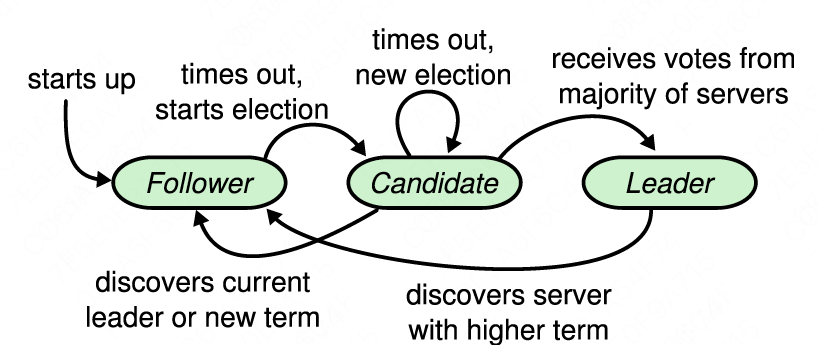 starts up
times out,
starts election
times out,
new election
receives votes from
majority of servers
Follower
Candidate
Leader
discovers current
leader or new term
discovers server
with higher term